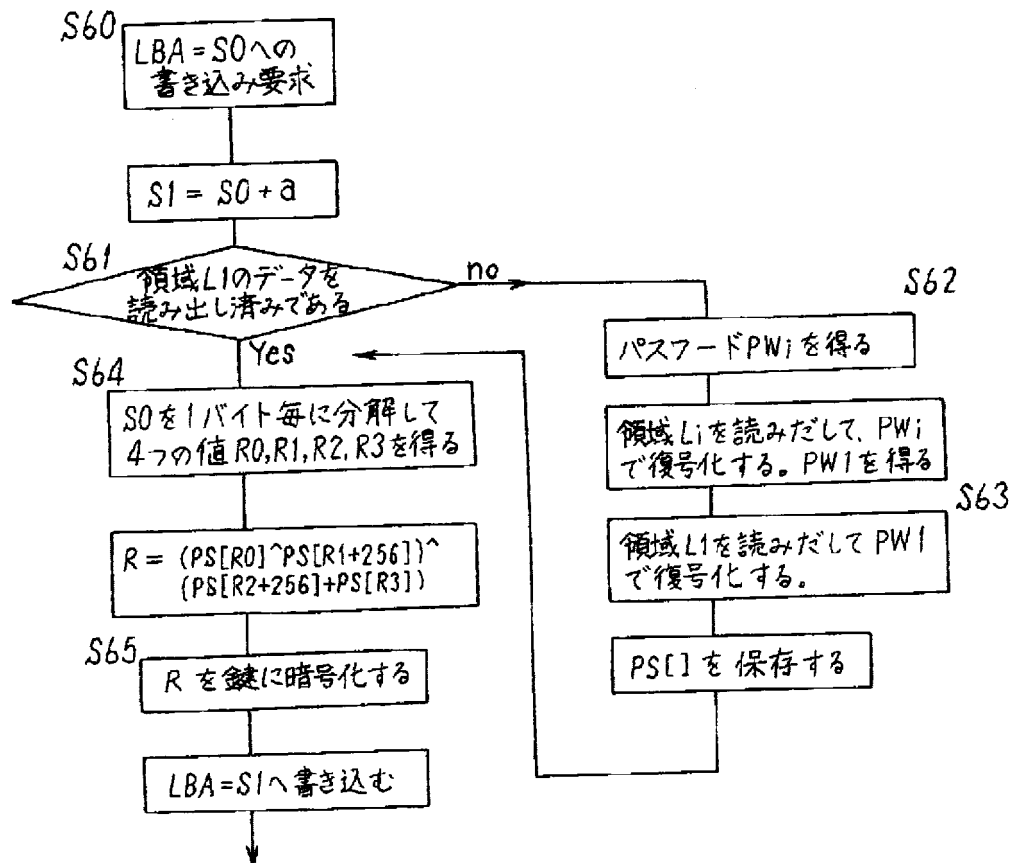 S60
LBA=S0への
書き込み要求
S1= S0+a
S61
領域L1のデータを
読み出し済みである
no
Yes
S62
パスワードPWiを得る
領域Liを読みだして、PWi
で復号化する。PW1を得る
S63
領域L1を読みだしてPW1
で復号化する。
PS[]を保存する
S64
S0を1バイト毎に分解して
4つの値R0,R1,R2,R3を得る
R= (PS[R0]^PS[R1+256])^
(PS[R2+256]+PS[R3])
S65
Rを鍵に暗号化する
LBA=S1へ書き込む